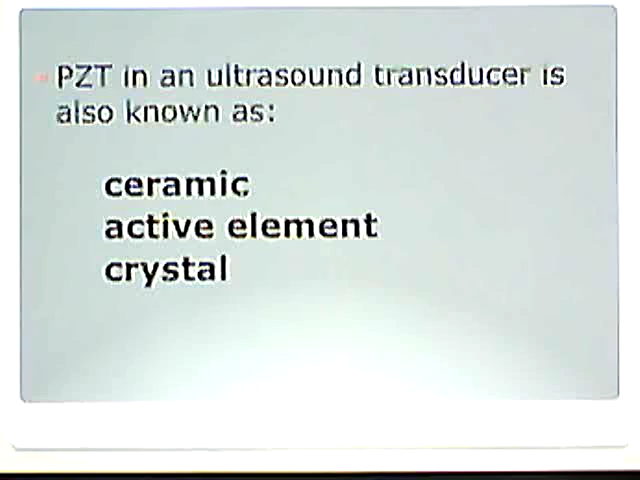 PZT in an ultrasound transducer is
also known as:
ceramic
active element
crystal